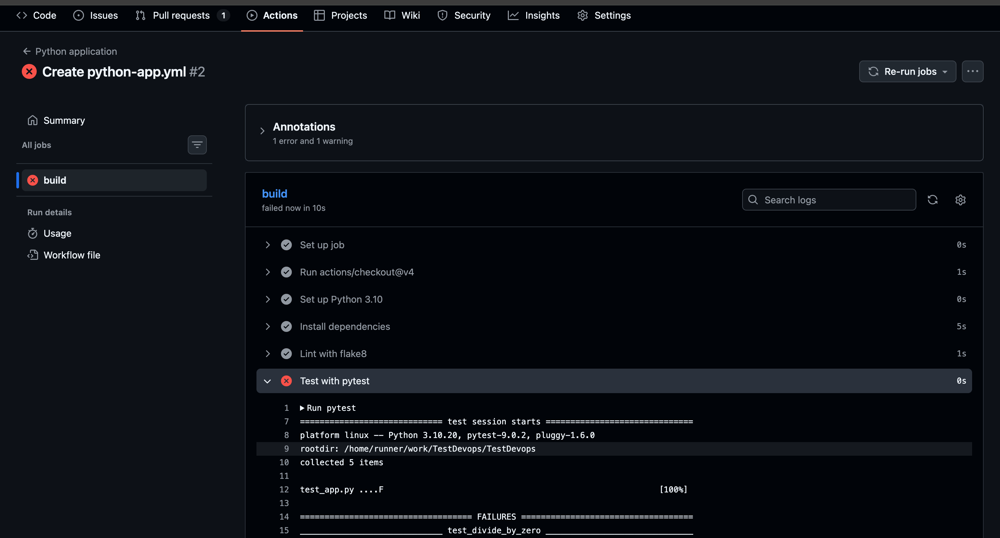 Code Issues Pull requests 1 Actions Projects Wiki Security Insights Settings
Python application
Create python-app.yml #2
Re-run jobs
Summary
All jobs
build
Run details
Usage
Workflow file
Annotations
1 error and 1 warning
build
failed now in 10s
Search logs
Set up job 0s
Run actions/checkout@v4 1s
Set up Python 3.10 0s
Install dependencies 5s
Lint with flake8 1s
Test with pytest 0s
1 Run pytest
7 ============================= test session starts ==============================
8 platform linux -- Python 3.10.20, pytest-9.0.2, pluggy-1.6.0
9 rootdir: /home/runner/work/TestDevops/TestDevops
10 collected 5 items
11
12 test_app.py ....F [100%]
13
14 =================================== FAILURES ===================================
15 _____________________________ test_divide_by_zero ______________________________